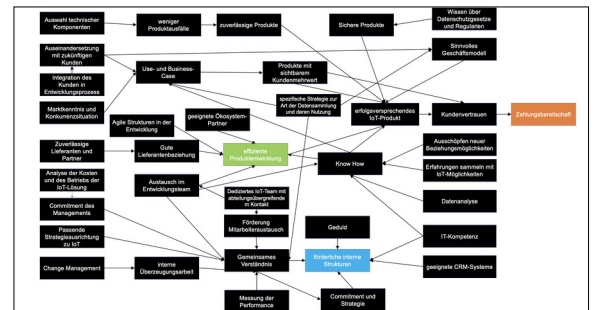 Auswahl technischer
Komponenten
weniger
Produktausfälle
zuverlässige Produkte
Sichere Produkte
Wissen über
Datenschutzgesetze und
Regularien
Auseinandersetzung
mit zukünftigen
Kunden
Use- und Business-
Case
Produkte mit
sichtbarem
Kundenmehrwert
Sinnvolles
Geschäftsmodell
Integration des
Kunden in
Entwicklungsprozess
Marktkenntnis und
Konkurrenzsituation
spezifische Strategie zur
Art der Datensammlung
und deren Nutzung
erfolgsversprechendes
IoT-Produkt
Kundenvertrauen
Zahlungsbereitschaft
geeignete Ökosystem-
Partner
Agile Strukturen in der
Entwicklung
Zuverlässige
Lieferanten und
Partner
Gute
Lieferantenbeziehung
effiziente
Produktentwicklung
Know How
Ausschöpfen neuer
Beziehungsmöglichkeiten
Erfahrungen sammeln mit
IoT-Möglichkeiten
Analyse der Kosten
und des Betriebs der
IoT-Lösung
Austausch im
Entwicklungsteam
Dediziertes IoT-Team mit
abteilungsübergreifende
m Kontakt
Datenanalyse
Commitment des
Managements
Förderung
Mitarbeiteraustausch
Geduld
IT-Kompetenz
Passende
Strategieausrichtung
zu IoT
Gemeinsames
Verständnis
förderliche interne
Strukturen
geeignete CRM-Systeme
Change Management
interne
Überzeugungsarbeit
Messung der
Performance
Commitment und
Strategie